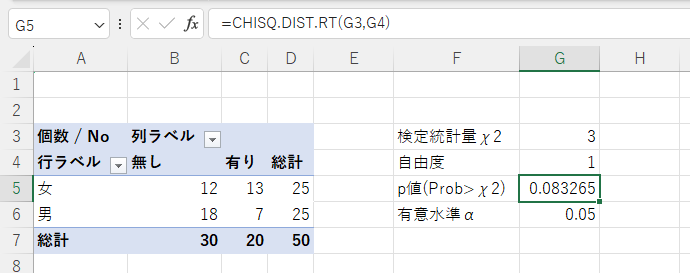 G5 fx =CHISQ.DIST.RT(G3,G4)
A B C D E F G H
1
2
3 個数 / No 列ラベル 検定統計量χ2 3
4 行ラベル 無し 有り 総計 自由度 1
5 女 12 13 25 p値(Prob>χ2) 0.083265
6 男 18 7 25 有意水準α 0.05
7 総計 30 20 50
8